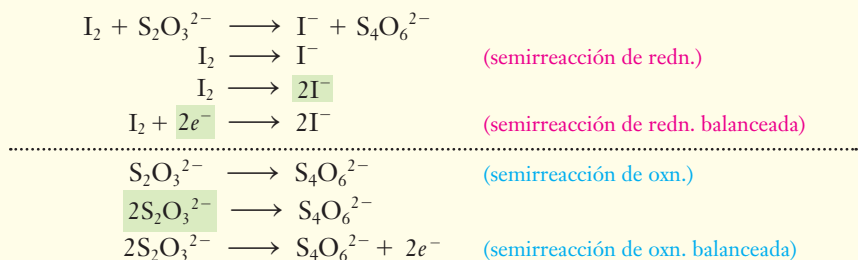 I₂ + S₂O₃²⁻ ⟶ I⁻ + S₄O₆²⁻
I₂ ⟶ I⁻ (semirreacción de redn.)
I₂ ⟶ 2I⁻
I₂ + 2e⁻ ⟶ 2I⁻ (semirreacción de redn. balanceada)
S₂O₃²⁻ ⟶ S₄O₆²⁻ (semirreacción de oxn.)
2S₂O₃²⁻ ⟶ S₄O₆²⁻
2S₂O₃²⁻ ⟶ S₄O₆²⁻ + 2e⁻ (semirreacción de oxn. balanceada)